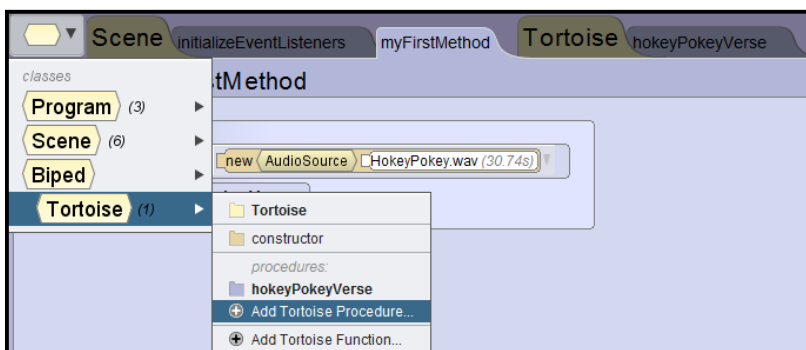 Scene initializeEventListeners myFirstMethod Tortoise hokeyPokeyVerse
classes
stMethod
Program (3)
Scene (6)
new AudioSource HokeyPokey.wav (30.74s)
Biped
Tortoise (1)
Tortoise
constructor
procedures:
hokeyPokeyVerse
Add Tortoise Procedure...
Add Tortoise Function...